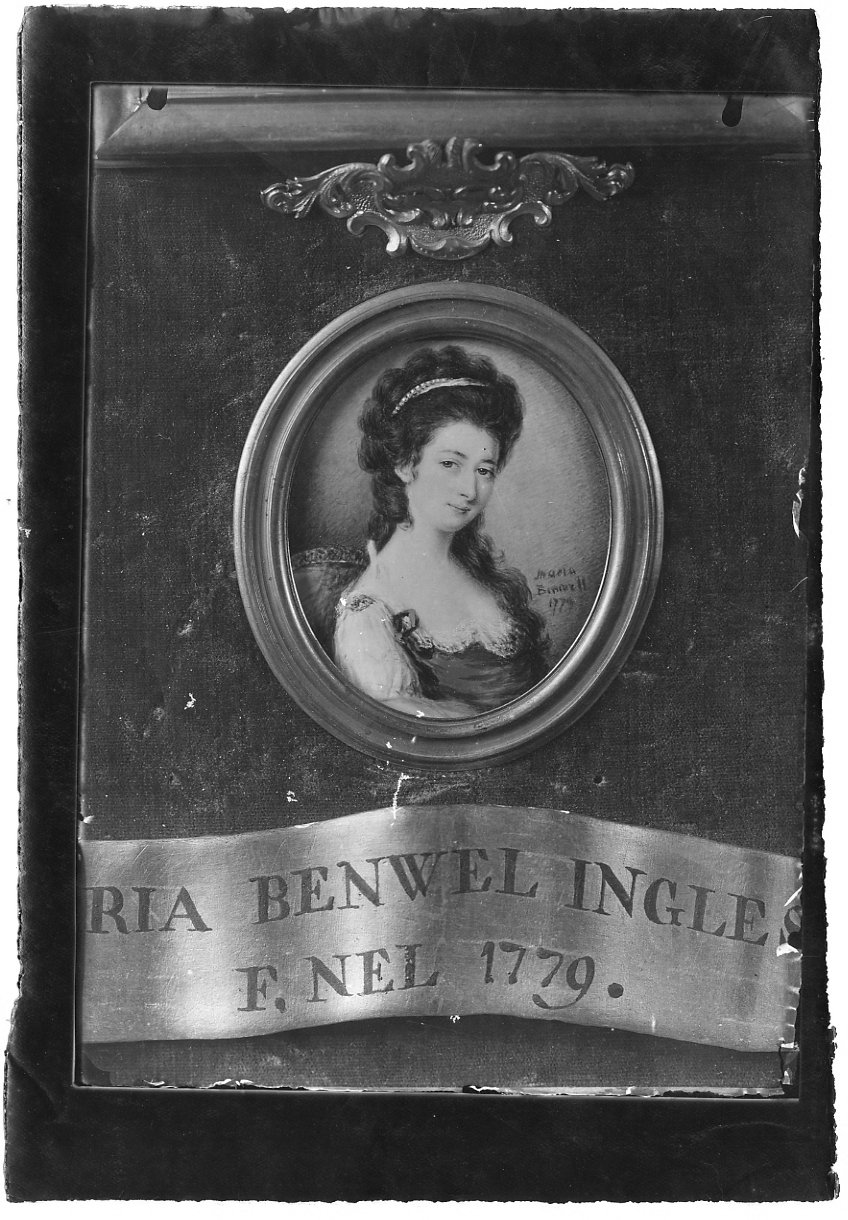 Maria
Benwell
1779
RIA BENWEL INGLES
F. NEL 1779.